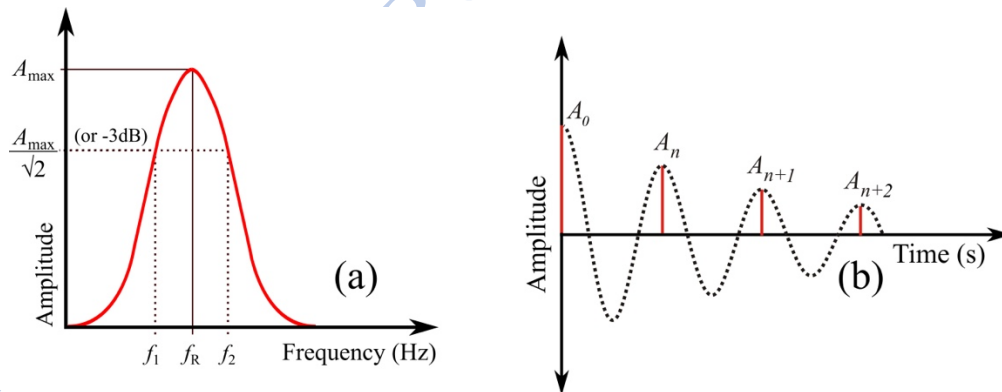 A_max
(or -3dB)
A_max
√2
Amplitude
(a)
f_1
f_R
f_2
Frequency (Hz)
A_0
A_n
A_n+1
A_n+2
Amplitude
Time (s)
(b)